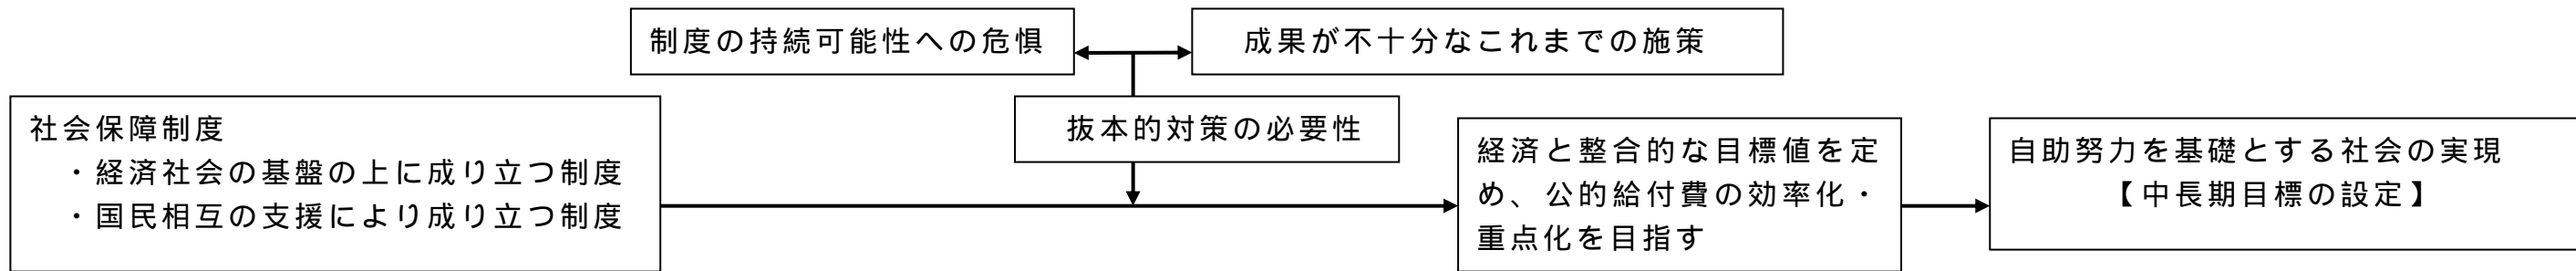 制度の持続可能性への危惧
成果が不十分なこれまでの施策
社会保障制度
・経済社会の基盤の上に成り立つ制度
・国民相互の支援により成り立つ制度
抜本的対策の必要性
経済と整合的な目標値を定
め、公的給付費の効率化・
重点化を目指す
自助努力を基礎とする社会の実現
【中長期目標の設定】